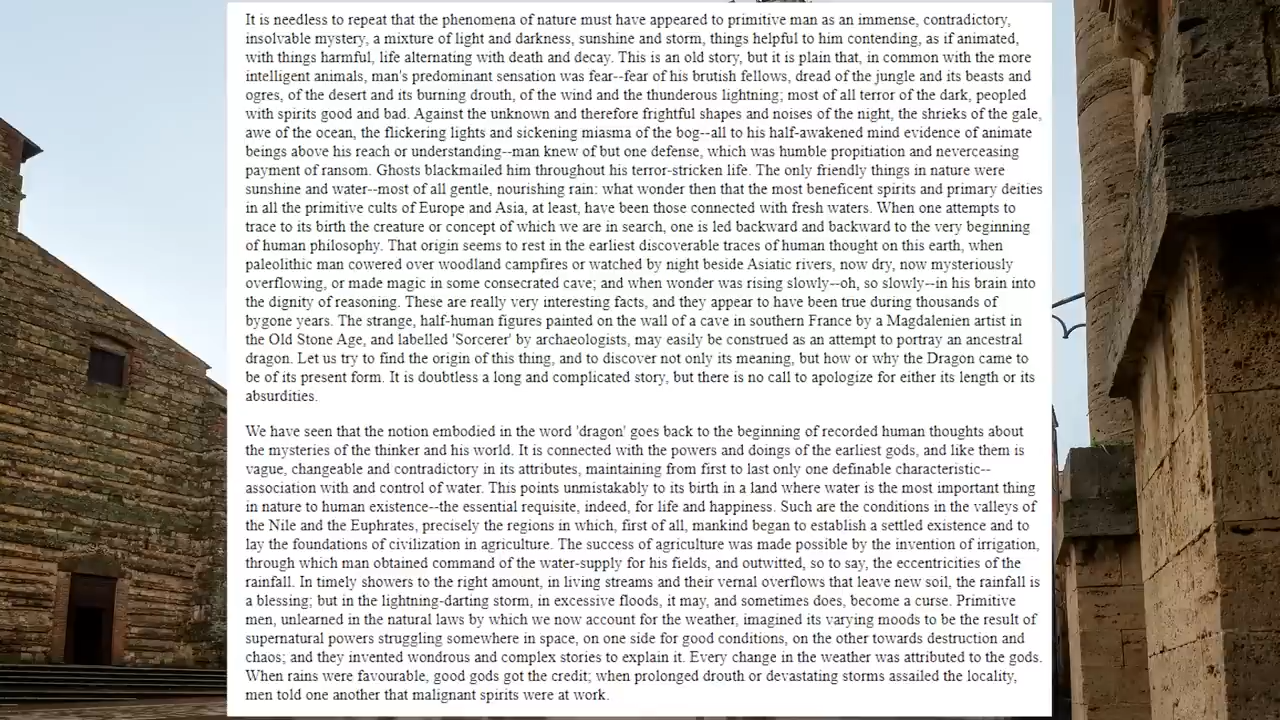 It is needless to repeat that the phenomena of nature must have appeared to primitive man as an immense, contradictory,
insolvable mystery, a mixture of light and darkness, sunshine and storm, things helpful to him contending, as if animated,
with things harmful, life alternating with death and decay. This is an old story, but it is plain that, in common with the more
intelligent animals, man's predominant sensation was fear--fear of his brutish fellows, dread of the jungle and its beasts and
ogres, of the desert and its burning drouth, of the wind and the thunderous lightning; most of all terror of the dark, peopled
with spirits good and bad. Against the unknown and therefore frightful shapes and noises of the night, the shrieks of the gale,
awe of the ocean, the flickering lights and sickening miasma of the bog--all to his half-awakened mind evidence of animate
beings above his reach or understanding--man knew of but one defense, which was humble propitiation and neverceasing
payment of ransom. Ghosts blackmailed him throughout his terror-stricken life. The only friendly things in nature were
sunshine and water--most of all gentle, nourishing rain: what wonder then that the most beneficent spirits and primary deities
in all the primitive cults of Europe and Asia, at least, have been those connected with fresh waters. When one attempts to
trace to its birth the creature or concept of which we are in search, one is led backward and backward to the very beginning
of human philosophy. That origin seems to rest in the earliest discoverable traces of human thought on this earth, when
paleolithic man cowered over woodland campfires or watched by night beside Asiatic rivers, now dry, now mysteriously
overflowing, or made magic in some consecrated cave; and when wonder was rising slowly--oh, so slowly--in his brain into
the dignity of reasoning. These are really very interesting facts, and they appear to have been true during thousands of
bygone years. The strange, half-human figures painted on the wall of a cave in southern France by a Magdalenien artist in
the Old Stone Age, and labelled 'Sorcerer' by archaeologists, may easily be construed as an attempt to portray an ancestral
dragon. Let us try to find the origin of this thing, and to discover not only its meaning, but how or why the Dragon came to
be of its present form. It is doubtless a long and complicated story, but there is no call to apologize for either its length or its
absurdities.
We have seen that the notion embodied in the word 'dragon' goes back to the beginning of recorded human thoughts about
the mysteries of the thinker and his world. It is connected with the powers and doings of the earliest gods, and like them is
vague, changeable and contradictory in its attributes, maintaining from first to last only one definable characteristic--
association with and control of water. This points unmistakably to its birth in a land where water is the most important thing
in nature to human existence--the essential requisite, indeed, for life and happiness. Such are the conditions in the valleys of
the Nile and the Euphrates, precisely the regions in which, first of all, mankind began to establish a settled existence and to
lay the foundations of civilization in agriculture. The success of agriculture was made possible by the invention of irrigation,
through which man obtained command of the water-supply for his fields, and outwitted, so to say, the eccentricities of the
rainfall. In timely showers to the right amount, in living streams and their vernal overflows that leave new soil, the rainfall is
a blessing; but in the lightning-darting storm, in excessive floods, it may, and sometimes does, become a curse. Primitive
men, unlearned in the natural laws by which we now account for the weather, imagined its varying moods to be the result of
supernatural powers struggling somewhere in space, on one side for good conditions, on the other towards destruction and
chaos; and they invented wondrous and complex stories to explain it. Every change in the weather was attributed to the gods.
When rains were favourable, good gods got the credit; when prolonged drouth or devastating storms assailed the locality,
men told one another that malignant spirits were at work.